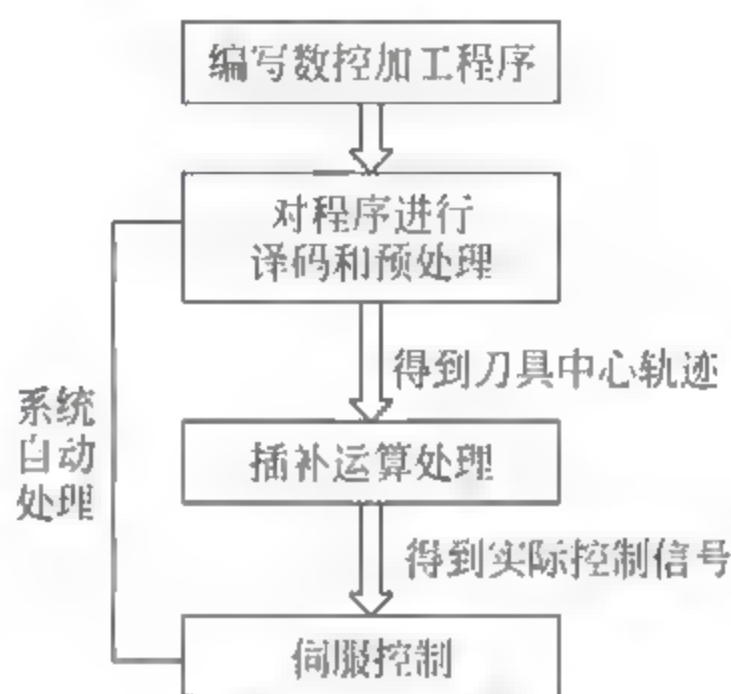 编写数控加工程序
对程序进行
译码和预处理
得到刀具中心轨迹
系统
自动
处理
插补运算处理
得到实际控制信号
伺服控制